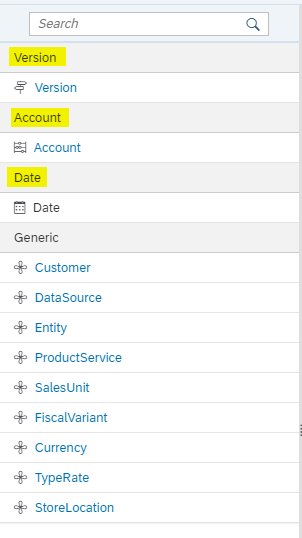 Search
Version
Version
Account
Account
Date
Date
Generic
Customer
DataSource
Entity
ProductService
SalesUnit
FiscalVariant
Currency
TypeRate
StoreLocation